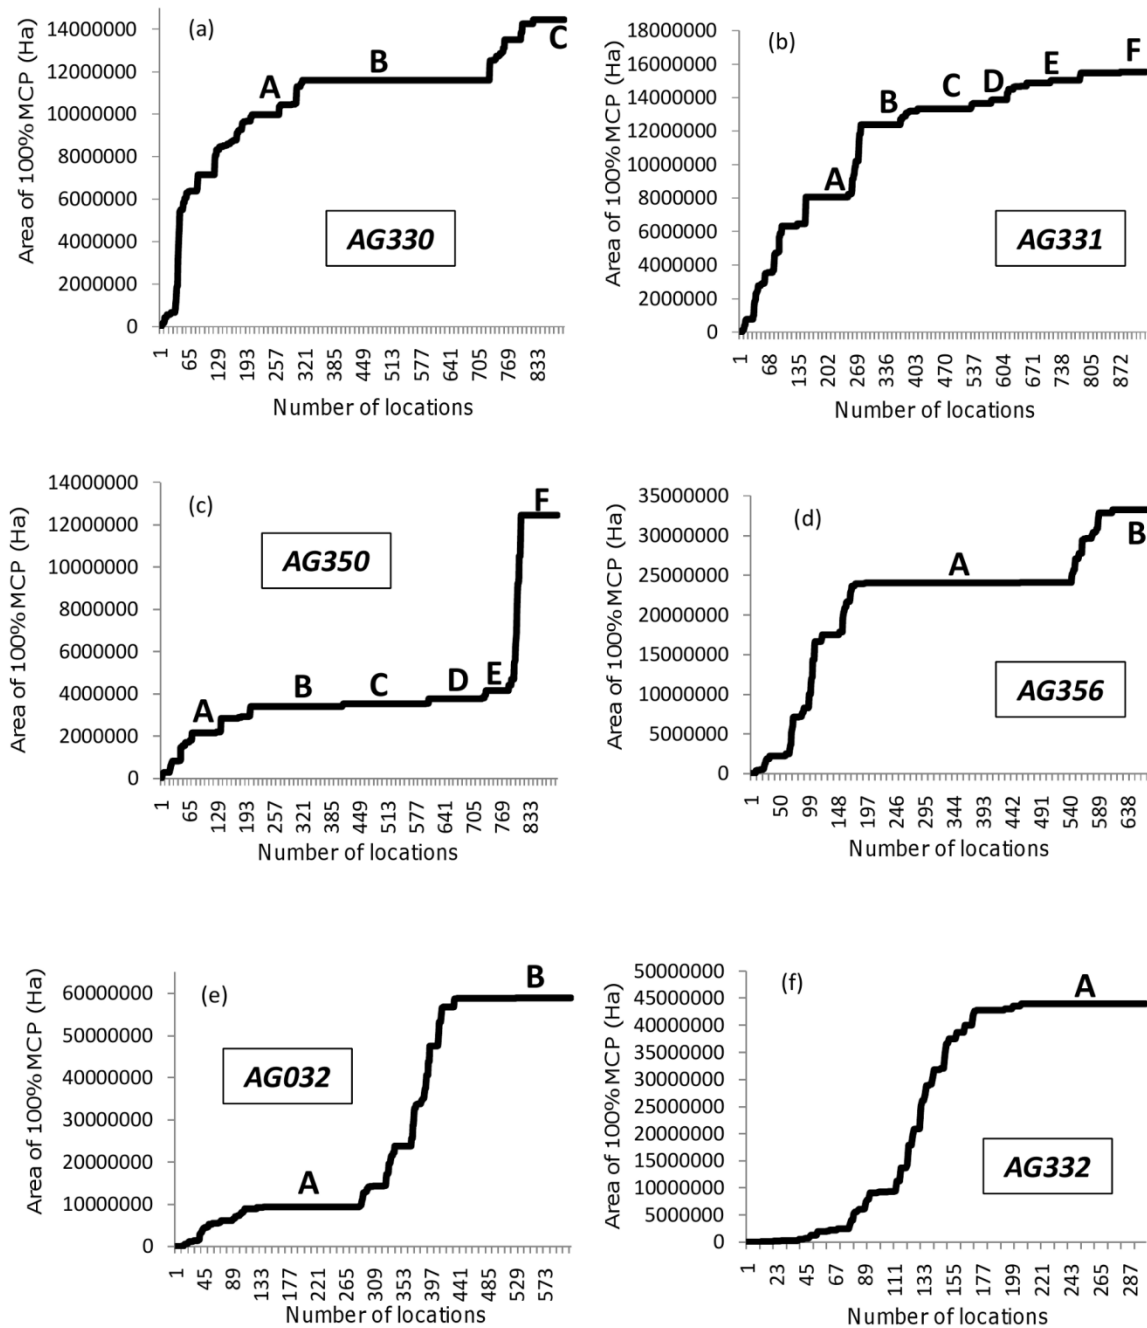 (a)
Area of 100% MCP (Ha)
14000000
12000000
10000000
8000000
6000000
4000000
2000000
0
A
B
C
AG330
1 65 129 193 257 321 385 449 513 577 641 705 769 833
Number of locations
(b)
Area of 100% MCP (Ha)
18000000
16000000
14000000
12000000
10000000
8000000
6000000
4000000
2000000
0
A
B
C
D
E
F
AG331
1 68 135 202 269 336 403 470 537 604 671 738 805 872
Number of locations
(c)
Area of 100% MCP (Ha)
14000000
12000000
10000000
8000000
6000000
4000000
2000000
0
A
B
C
D
E
F
AG350
1 65 129 193 257 321 385 449 513 577 641 705 769 833
Number of locations
(d)
Area of 100% MCP (Ha)
35000000
30000000
25000000
20000000
15000000
10000000
5000000
0
A
B
AG356
1 50 99 148 197 246 295 344 393 442 491 540 589 638
Number of locations
(e)
Area of 100% MCP (Ha)
60000000
50000000
40000000
30000000
20000000
10000000
0
A
B
AG032
1 45 89 133 177 221 265 309 353 397 441 485 529 573
Number of locations
(f)
Area of 100% MCP (Ha)
50000000
45000000
40000000
35000000
30000000
25000000
20000000
15000000
10000000
5000000
0
A
AG332
1 23 45 67 89 111 133 155 177 199 221 243 265 287
Number of locations